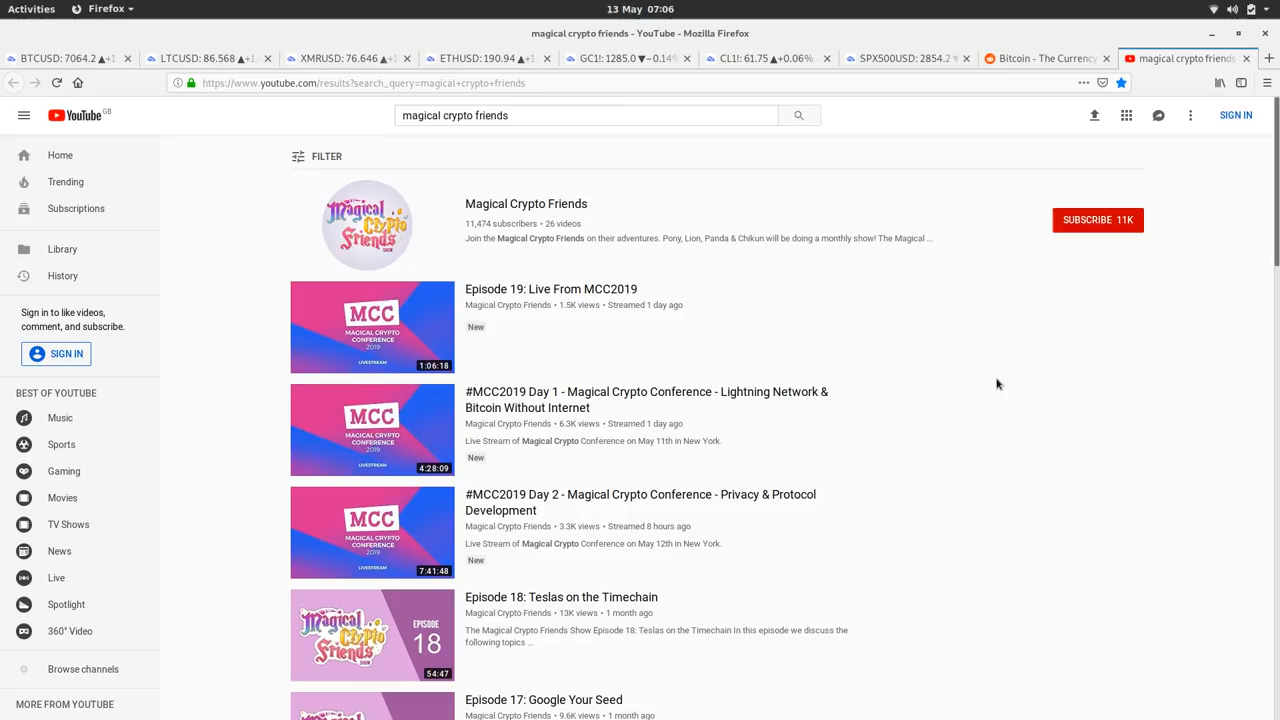 Activities Firefox 13 May 07:06
magical crypto friends - YouTube - Mozilla Firefox
BTCUSD: 7064.2 ▲+1 LTCUSD: 86.568 ▲+1 XMRUSD: 76.646 ▲+1 ETHUSD: 190.94 ▲+1. GC1!: 1285.0 ▼−0.14% CL1!: 61.75 ▲+0.06% SPX500USD: 2854.2 ▼ Bitcoin - The Currency magical crypto friends
https://www.youtube.com/results?search_query=magical+crypto+friends
YouTube GB magical crypto friends SIGN IN
Home
Trending
Subscriptions
Library
History
Sign in to like videos,
comment, and subscribe.
SIGN IN
BEST OF YOUTUBE
Music
Sports
Gaming
Movies
TV Shows
News
Live
Spotlight
360° Video
Browse channels
MORE FROM YOUTUBE
FILTER
Magical Crypto Friends SHOW
Magical Crypto Friends
11,474 subscribers • 26 videos
Join the Magical Crypto Friends on their adventures. Pony, Lion, Panda & Chikun will be doing a monthly show! The Magical ...
SUBSCRIBE 11K
MCC
MAGICAL CRYPTO
CONFERENCE
2019
LIVESTREAM
1:06:18
Episode 19: Live From MCC2019
Magical Crypto Friends • 1.5K views • Streamed 1 day ago
New
MCC
MAGICAL CRYPTO
CONFERENCE
2019
LIVESTREAM
4:28:09
#MCC2019 Day 1 - Magical Crypto Conference - Lightning Network &
Bitcoin Without Internet
Magical Crypto Friends • 6.3K views • Streamed 1 day ago
Live Stream of Magical Crypto Conference on May 11th in New York.
New
MCC
MAGICAL CRYPTO
CONFERENCE
2019
LIVESTREAM
7:41:48
#MCC2019 Day 2 - Magical Crypto Conference - Privacy & Protocol
Development
Magical Crypto Friends • 3.3K views • Streamed 8 hours ago
Live Stream of Magical Crypto Conference on May 12th in New York.
New
Magical Crypto Friends SHOW
EPISODE
18
54:47
Episode 18: Teslas on the Timechain
Magical Crypto Friends • 13K views • 1 month ago
The Magical Crypto Friends Show Episode 18: Teslas on the Timechain In this episode we discuss the
following topics ...
Episode 17: Google Your Seed
Magical Crypto Friends • 9.6K views • 1 month ago